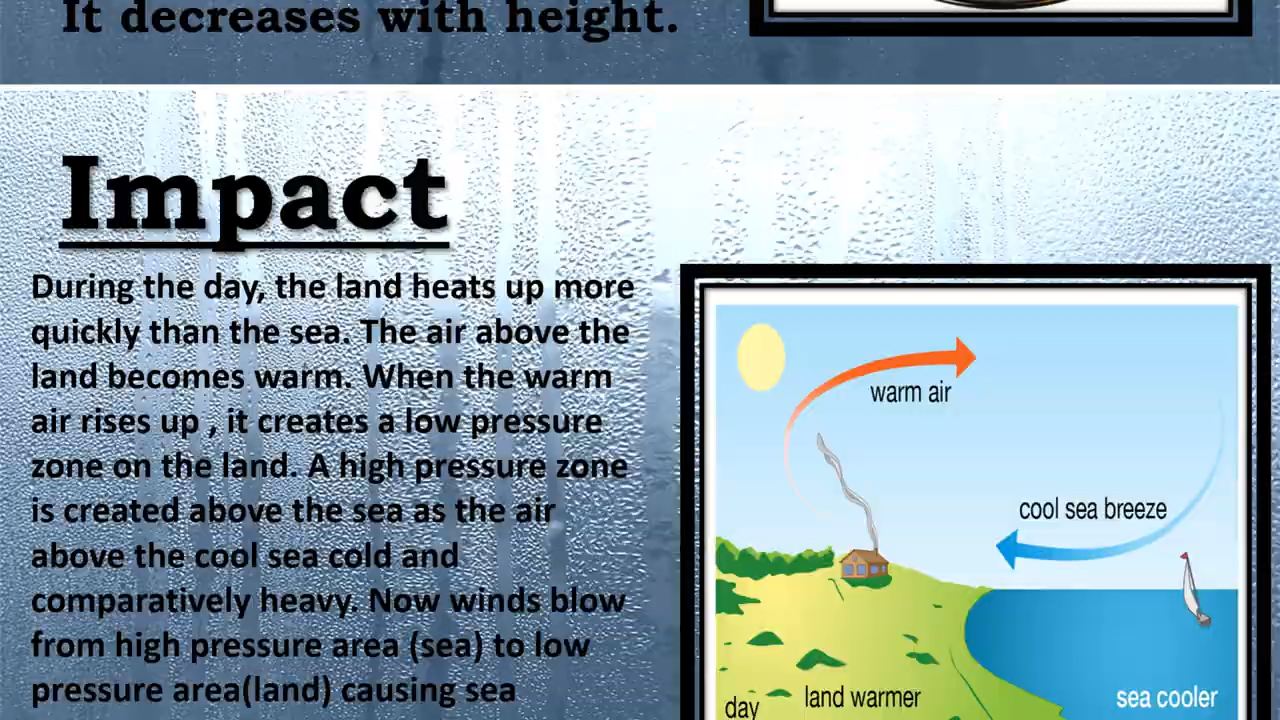 It decreases with height.
Impact
During the day, the land heats up more
quickly than the sea. The air above the
land becomes warm. When the warm
air rises up , it creates a low pressure
zone on the land. A high pressure zone
is created above the sea as the air
above the cool sea cold and
comparatively heavy. Now winds blow
from high pressure area (sea) to low
pressure area(land) causing sea
warm air
cool sea breeze
land warmer
sea cooler
day